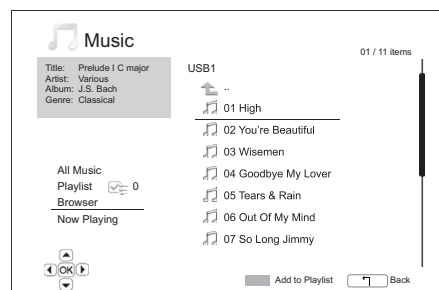 Music
01 / 11 items
Title: Prelude I C major
Artist: Various
Album: J.S. Bach
Genre: Classical
USB1
..
01 High
02 You're Beautiful
03 Wisemen
04 Goodbye My Lover
05 Tears & Rain
06 Out Of My Mind
07 So Long Jimmy
All Music
Playlist 0
Browser
Now Playing
OK
Add to Playlist
Back